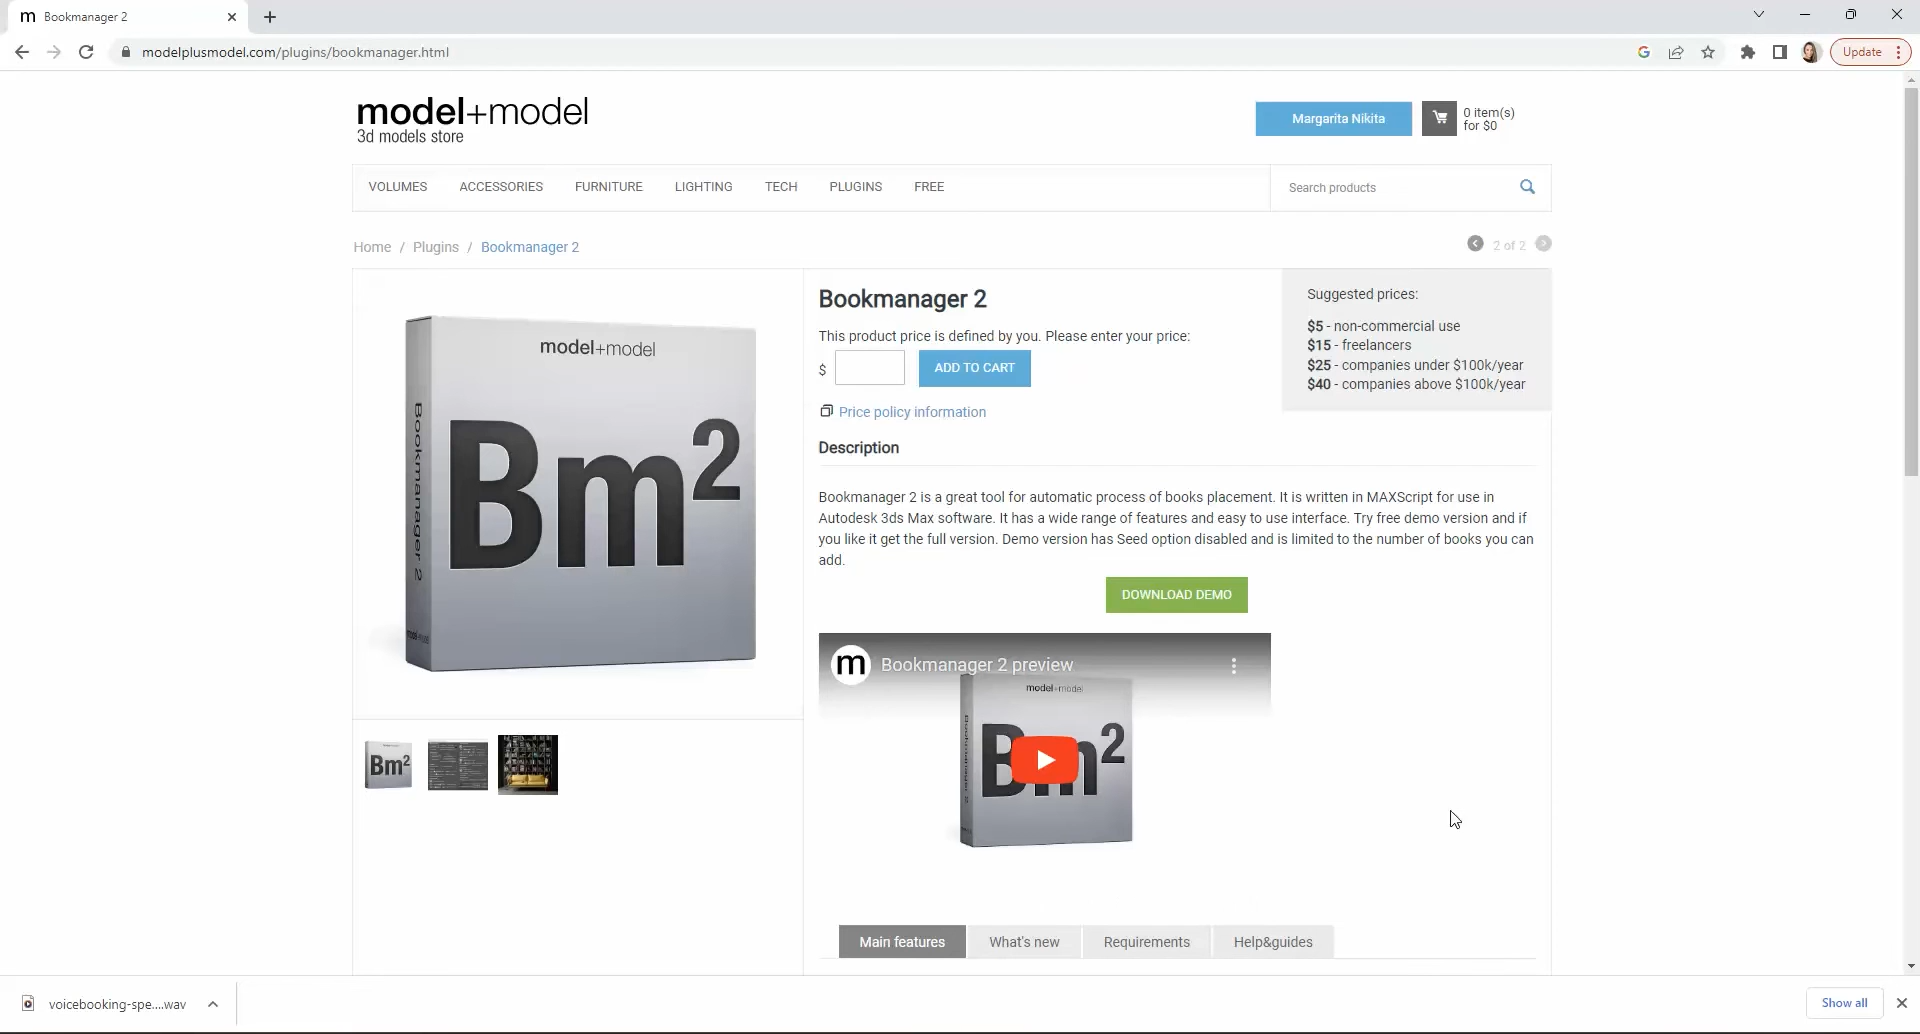 Bookmanager 2
modelplusmodel.com/plugins/bookmanager.html
Update
model+model
3d models store
Margarita Nikita
0 item(s)
for $0
VOLUMES ACCESSORIES FURNITURE LIGHTING TECH PLUGINS FREE
Search products
Home / Plugins / Bookmanager 2
2 of 2
model+model
Bookmanager 2
Bm²
model+model
Bm²
Bookmanager 2
This product price is defined by you. Please enter your price:
$
ADD TO CART
Price policy information
Suggested prices:
$5 - non-commercial use
$15 - freelancers
$25 - companies under $100k/year
$40 - companies above $100k/year
Description
Bookmanager 2 is a great tool for automatic process of books placement. It is written in MAXScript for use in
Autodesk 3ds Max software. It has a wide range of features and easy to use interface. Try free demo version and if
you like it get the full version. Demo version has Seed option disabled and is limited to the number of books you can
add.
DOWNLOAD DEMO
m
Bookmanager 2 preview
model+model
Bm²
Main features What's new Requirements Help&guides
voicebooking-spe....wav
Show all